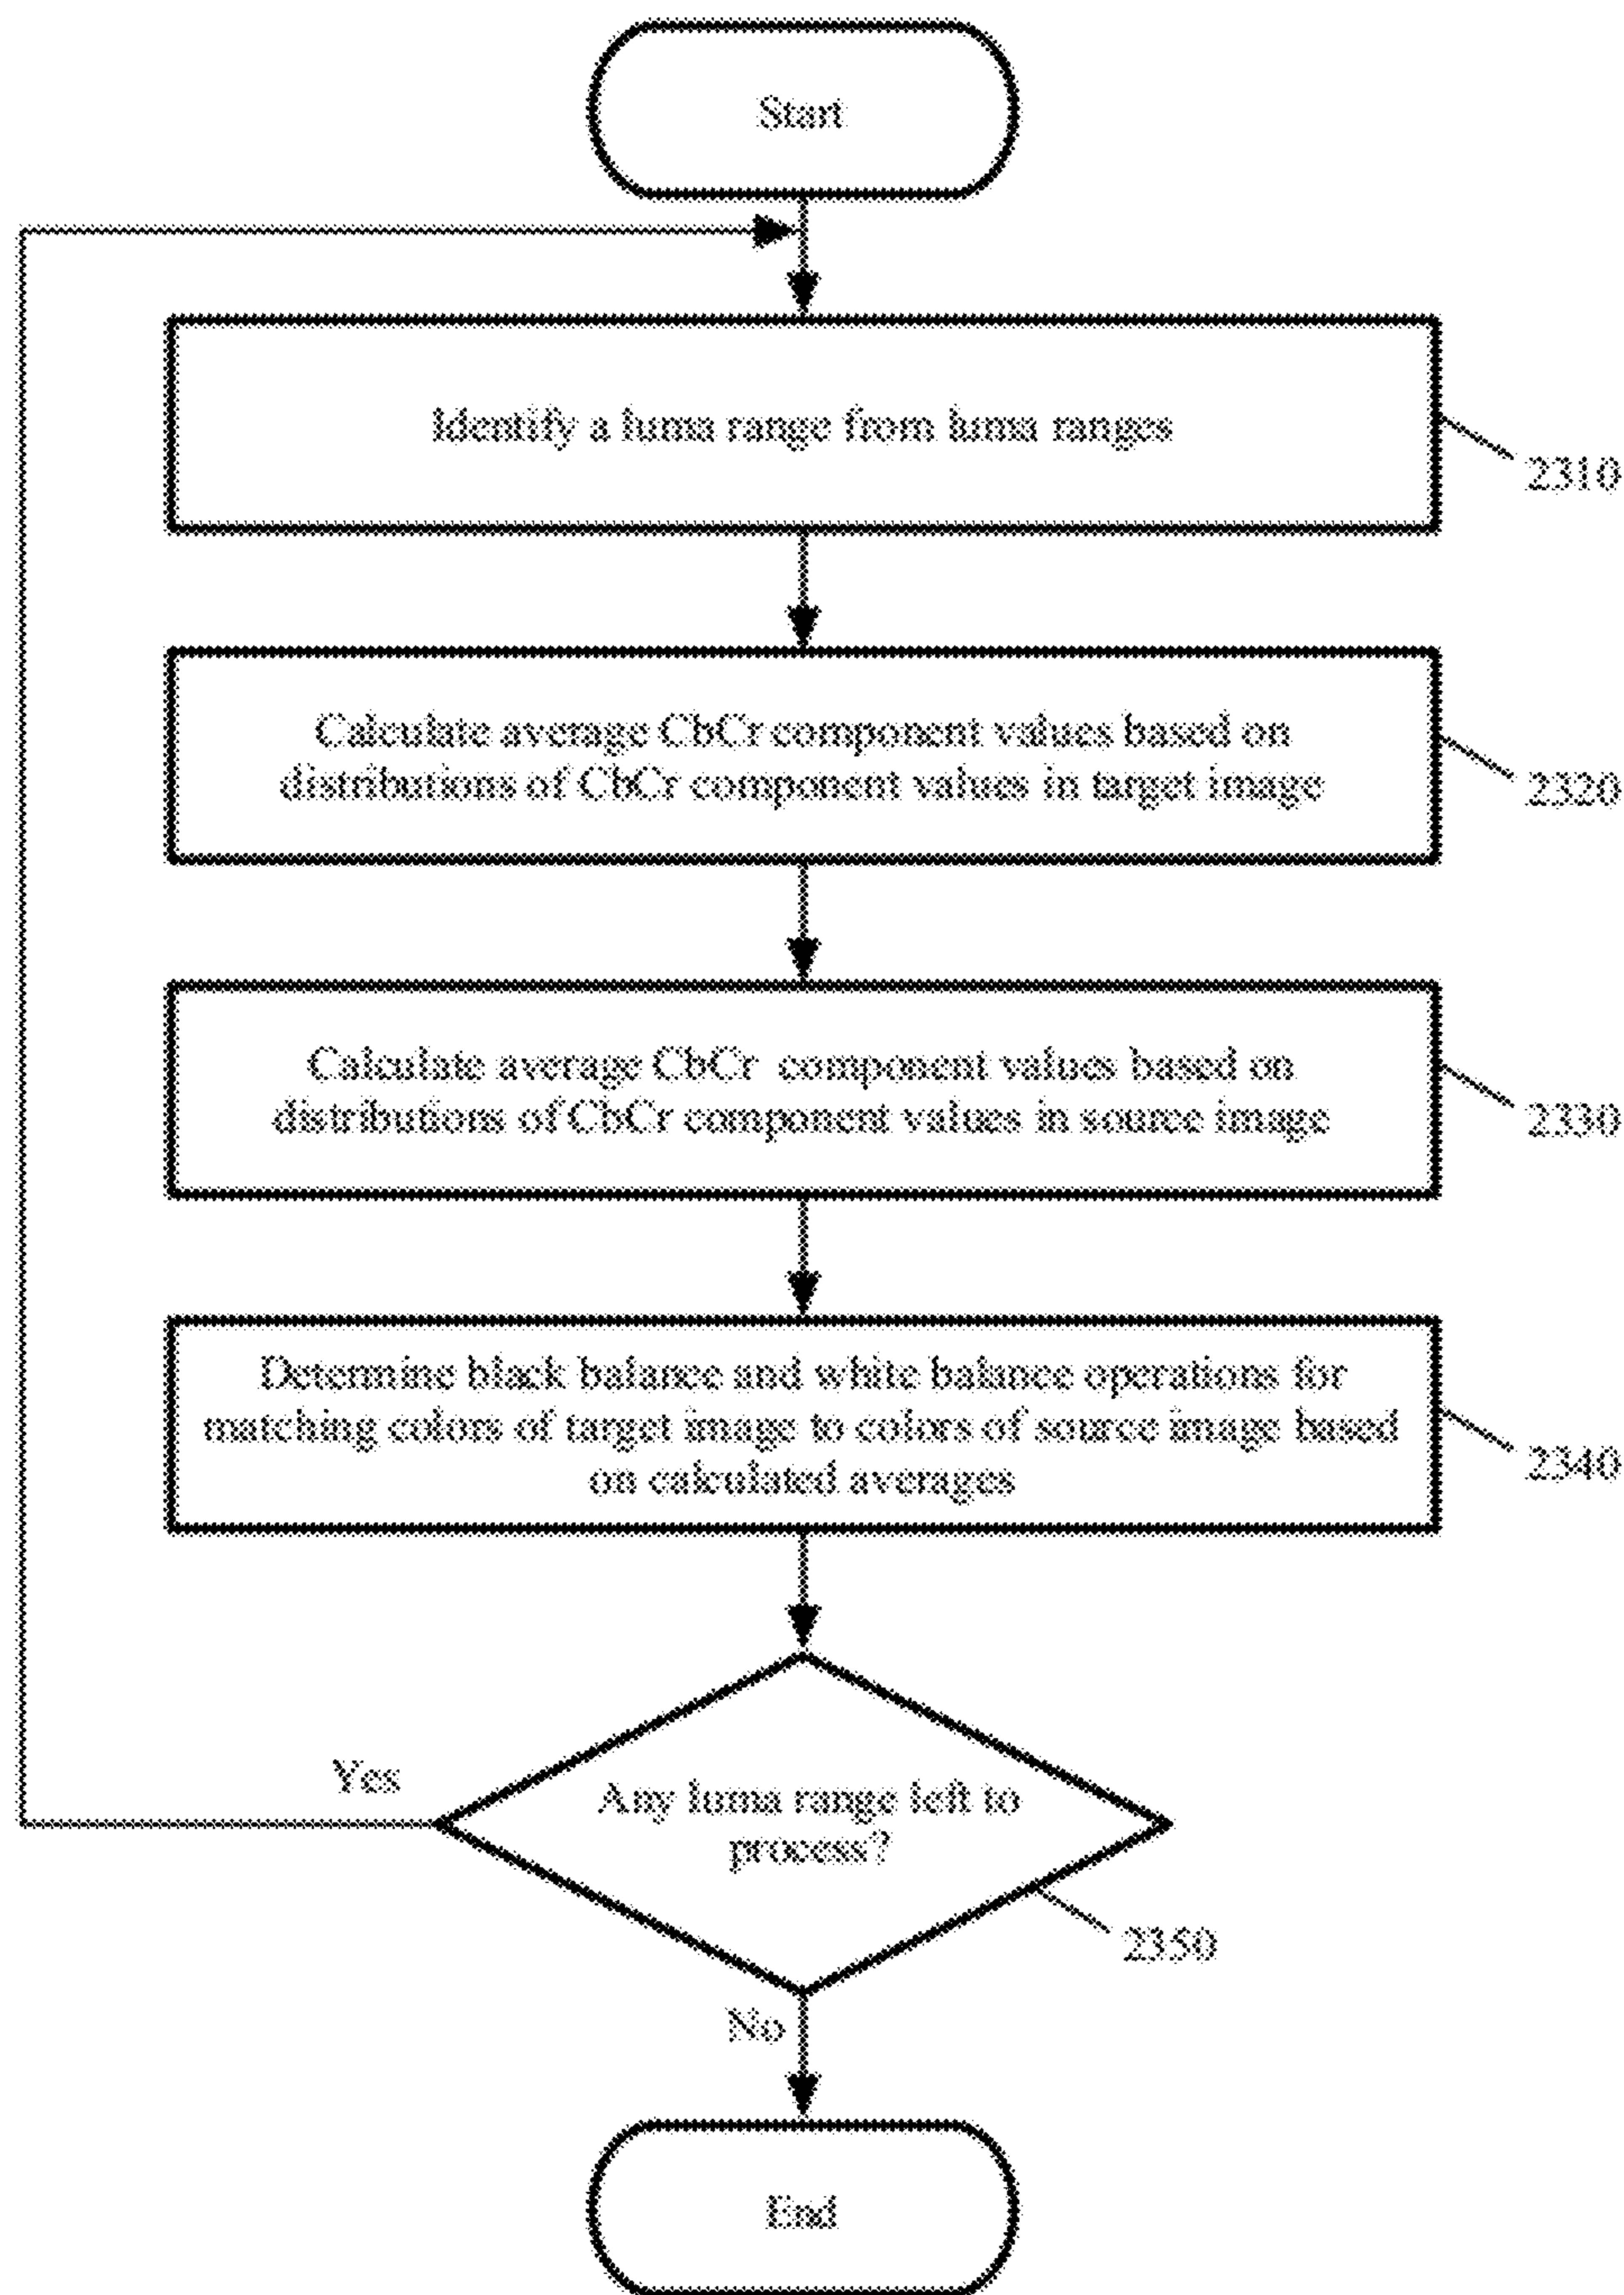 Start
Identify a luma range from luma ranges
2310
Calculate average CbCr component values based on
distributions of CbCr component values in target image
2320
Calculate average CbCr component values based on
distributions of CbCr component values in source image
2330
Determine black balance and white balance operations for
matching colors of target image to colors of source image based
on calculated averages
2340
Yes
Any luma range left to
process?
2350
No
End